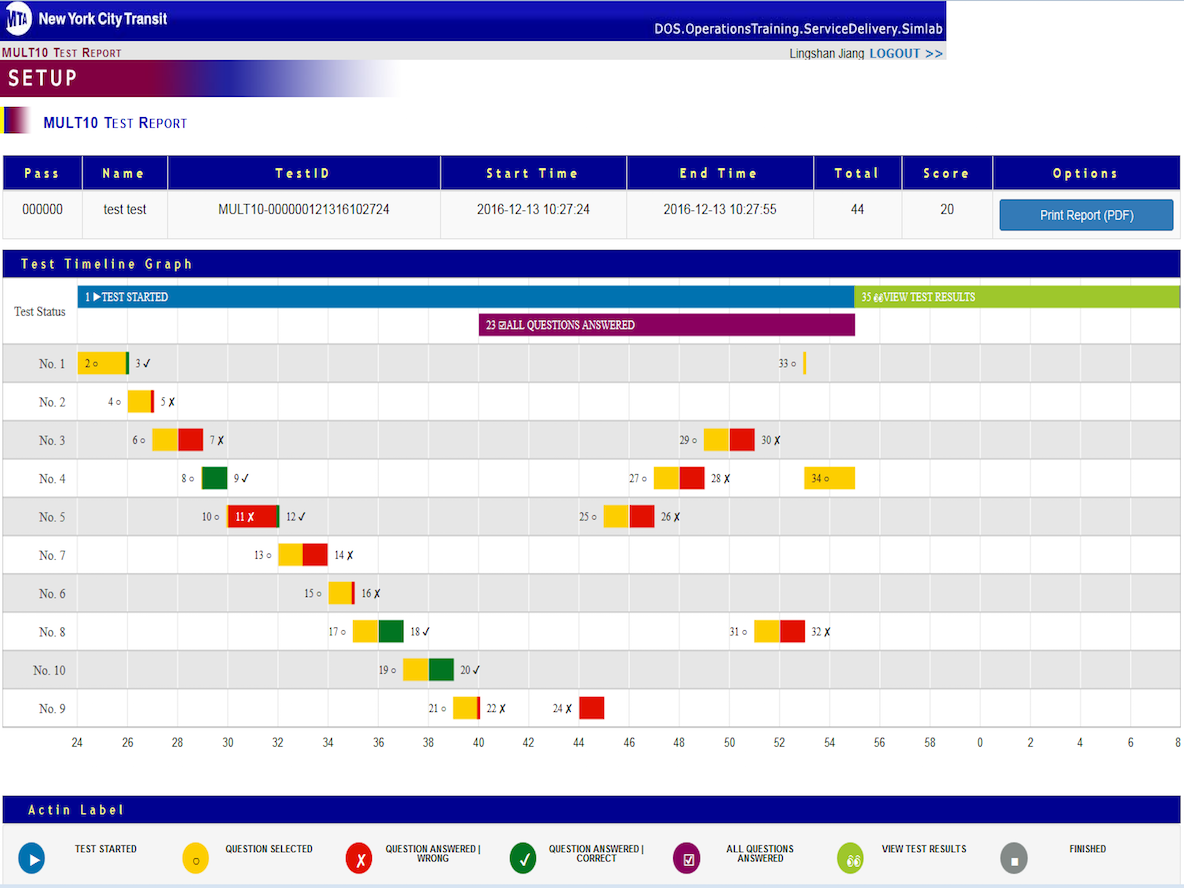 MTA New York City Transit
DOS.OperationsTraining.ServiceDelivery.Simlab
MULT10 TEST REPORT
Lingshan Jiang LOGOUT >>
SETUP
MULT10 TEST REPORT
Pass Name TestID Start Time End Time Total Score Options
000000 test test MULT10-000000121316102724 2016-12-13 10:27:24 2016-12-13 10:27:55 44 20 Print Report (PDF)
Test Timeline Graph
Test Status
1 ▶TEST STARTED 35 VIEW TEST RESULTS
23 ☑ALL QUESTIONS ANSWERED
No. 1 2 ○ 3 ✓ 33 ○
No. 2 4 ○ 5 ✗
No. 3 6 ○ 7 ✗ 29 ○ 30 ✗
No. 4 8 ○ 9 ✓ 27 ○ 28 ✗ 34 ○
No. 5 10 ○ 11 ✗ 12 ✓ 25 ○ 26 ✗
No. 7 13 ○ 14 ✗
No. 6 15 ○ 16 ✗
No. 8 17 ○ 18 ✓ 31 ○ 32 ✗
No. 10 19 ○ 20 ✓
No. 9 21 ○ 22 ✗ 24 ✗
24 26 28 30 32 34 36 38 40 42 44 46 48 50 52 54 56 58 0 2 4 6 8
Actin Label
TEST STARTED
QUESTION SELECTED
QUESTION ANSWERED |
WRONG
QUESTION ANSWERED |
CORRECT
ALL QUESTIONS
ANSWERED
VIEW TEST RESULTS
FINISHED